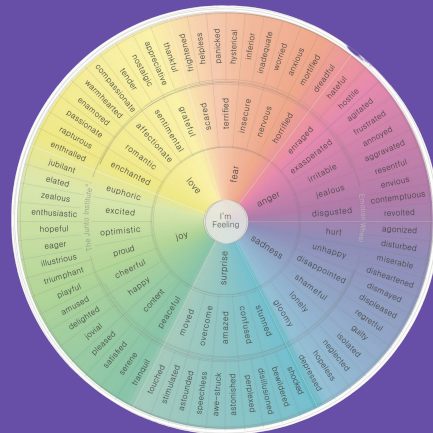 I'm
Feeling
fear
anger
sadness
surprise
joy
love
scared
terrified
insecure
nervous
horrified
enraged
exasperated
irritable
jealous
disgusted
hurt
unhappy
disappointed
shameful
lonely
gloomy
stunned
confused
amazed
overcome
moved
peaceful
content
happy
cheerful
proud
optimistic
excited
euphoric
enchanted
romantic
affectionate
sentimental
grateful
frightened
helpless
panicked
hysterical
inferior
inadequate
worried
anxious
mortified
dreadful
hateful
hostile
agitated
frustrated
annoyed
aggravated
resentful
envious
contemptuous
revolted
agonized
disturbed
miserable
disheartened
dismayed
displeased
regretful
guilty
isolated
neglected
hopeless
depressed
shocked
bewildered
disillusioned
perplexed
astonished
awe-struck
speechless
astounded
stimulated
touched
tranquil
serene
satisfied
pleased
jovial
delighted
amused
playful
triumphant
illustrious
eager
hopeful
enthusiastic
zealous
elated
jubilant
enthralled
rapturous
passionate
enamored
warmhearted
compassionate
tender
nostalgic
appreciative
thankful
The Junto Institute
Emotion Wheel